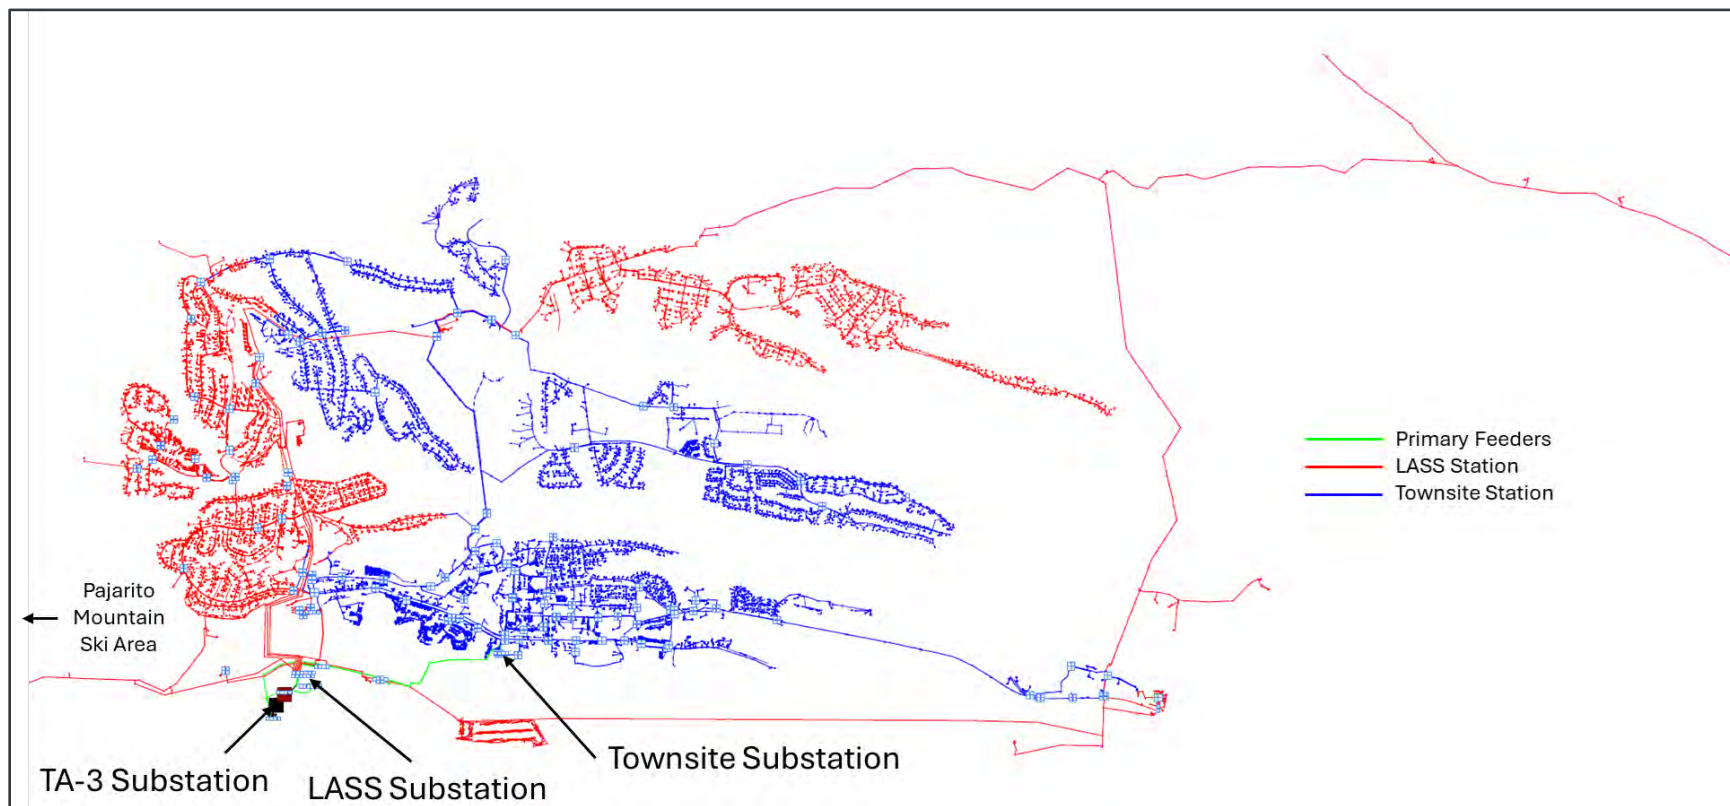 Primary Feeders
LASS Station
Townsite Station
Pajarito
Mountain
Ski Area
Townsite Substation
TA-3 Substation
LASS Substation